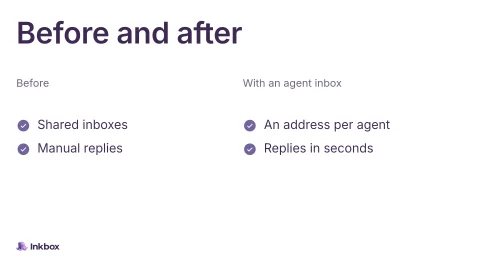 Before and after
Before
Shared inboxes
Manual replies
With an agent inbox
An address per agent
Replies in seconds
Inkbox